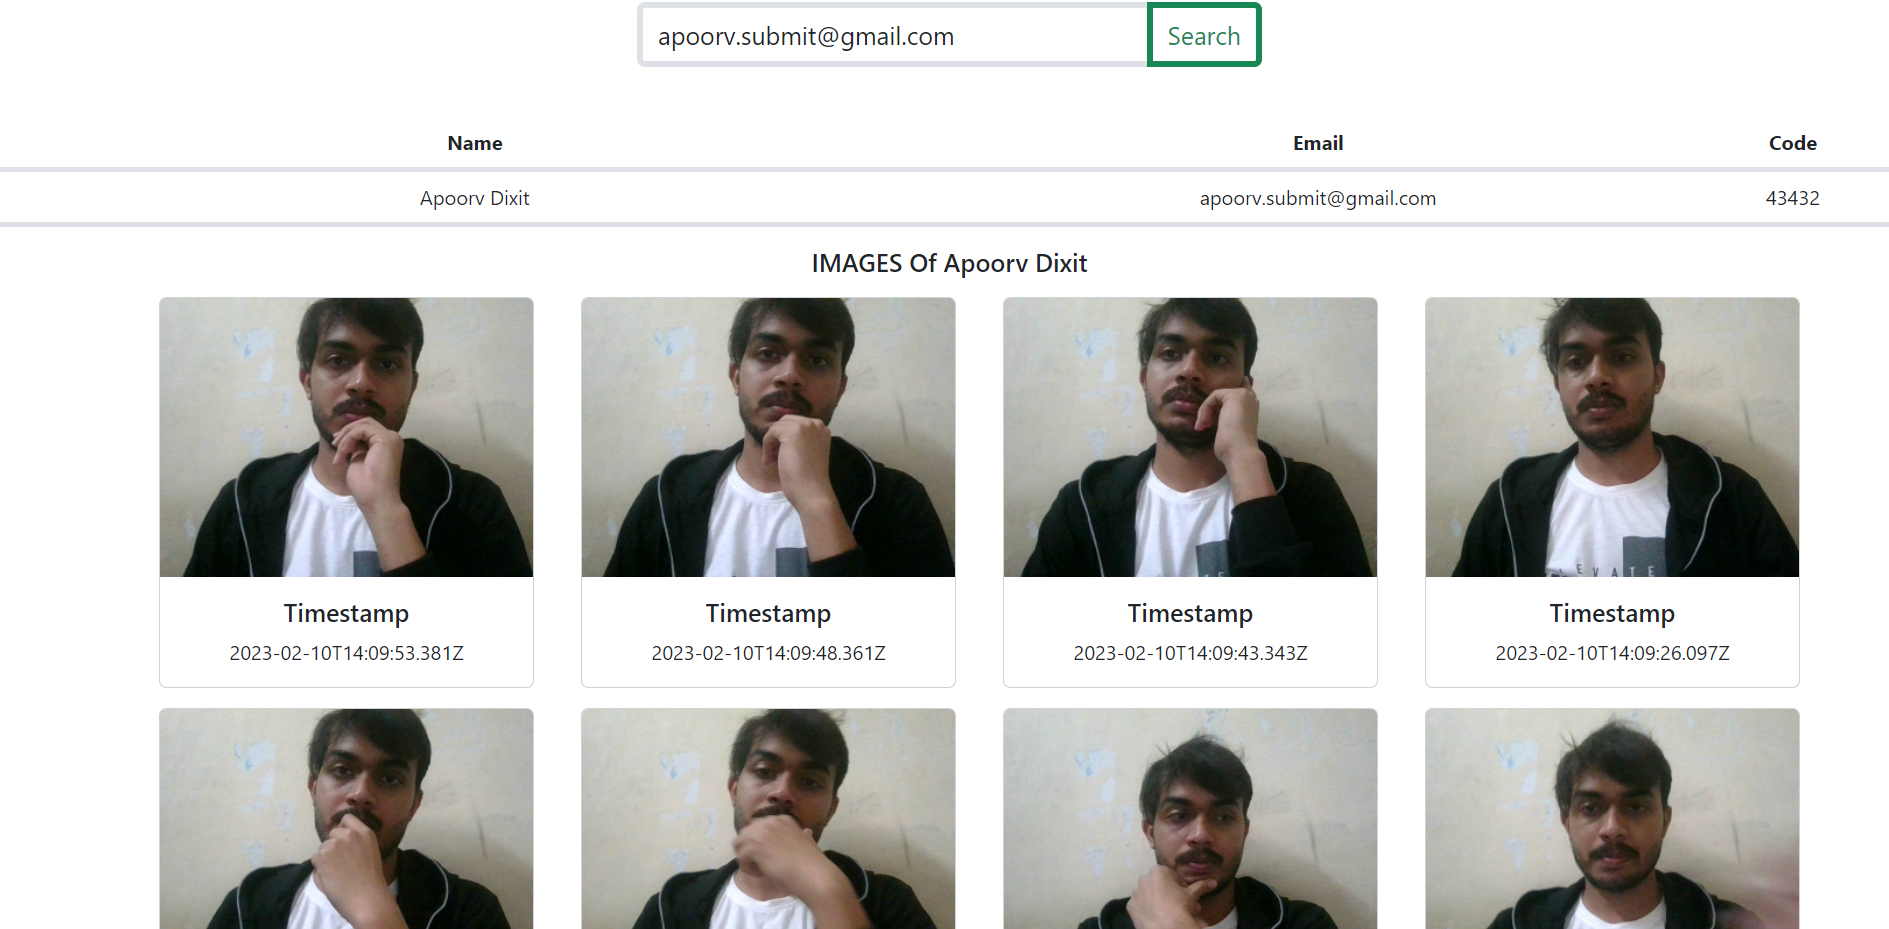 apoorv.submit@gmail.com Search
Name Email Code
Apoorv Dixit apoorv.submit@gmail.com 43432
IMAGES Of Apoorv Dixit
Timestamp Timestamp Timestamp Timestamp
2023-02-10T14:09:53.381Z 2023-02-10T14:09:48.361Z 2023-02-10T14:09:43.343Z 2023-02-10T14:09:26.097Z